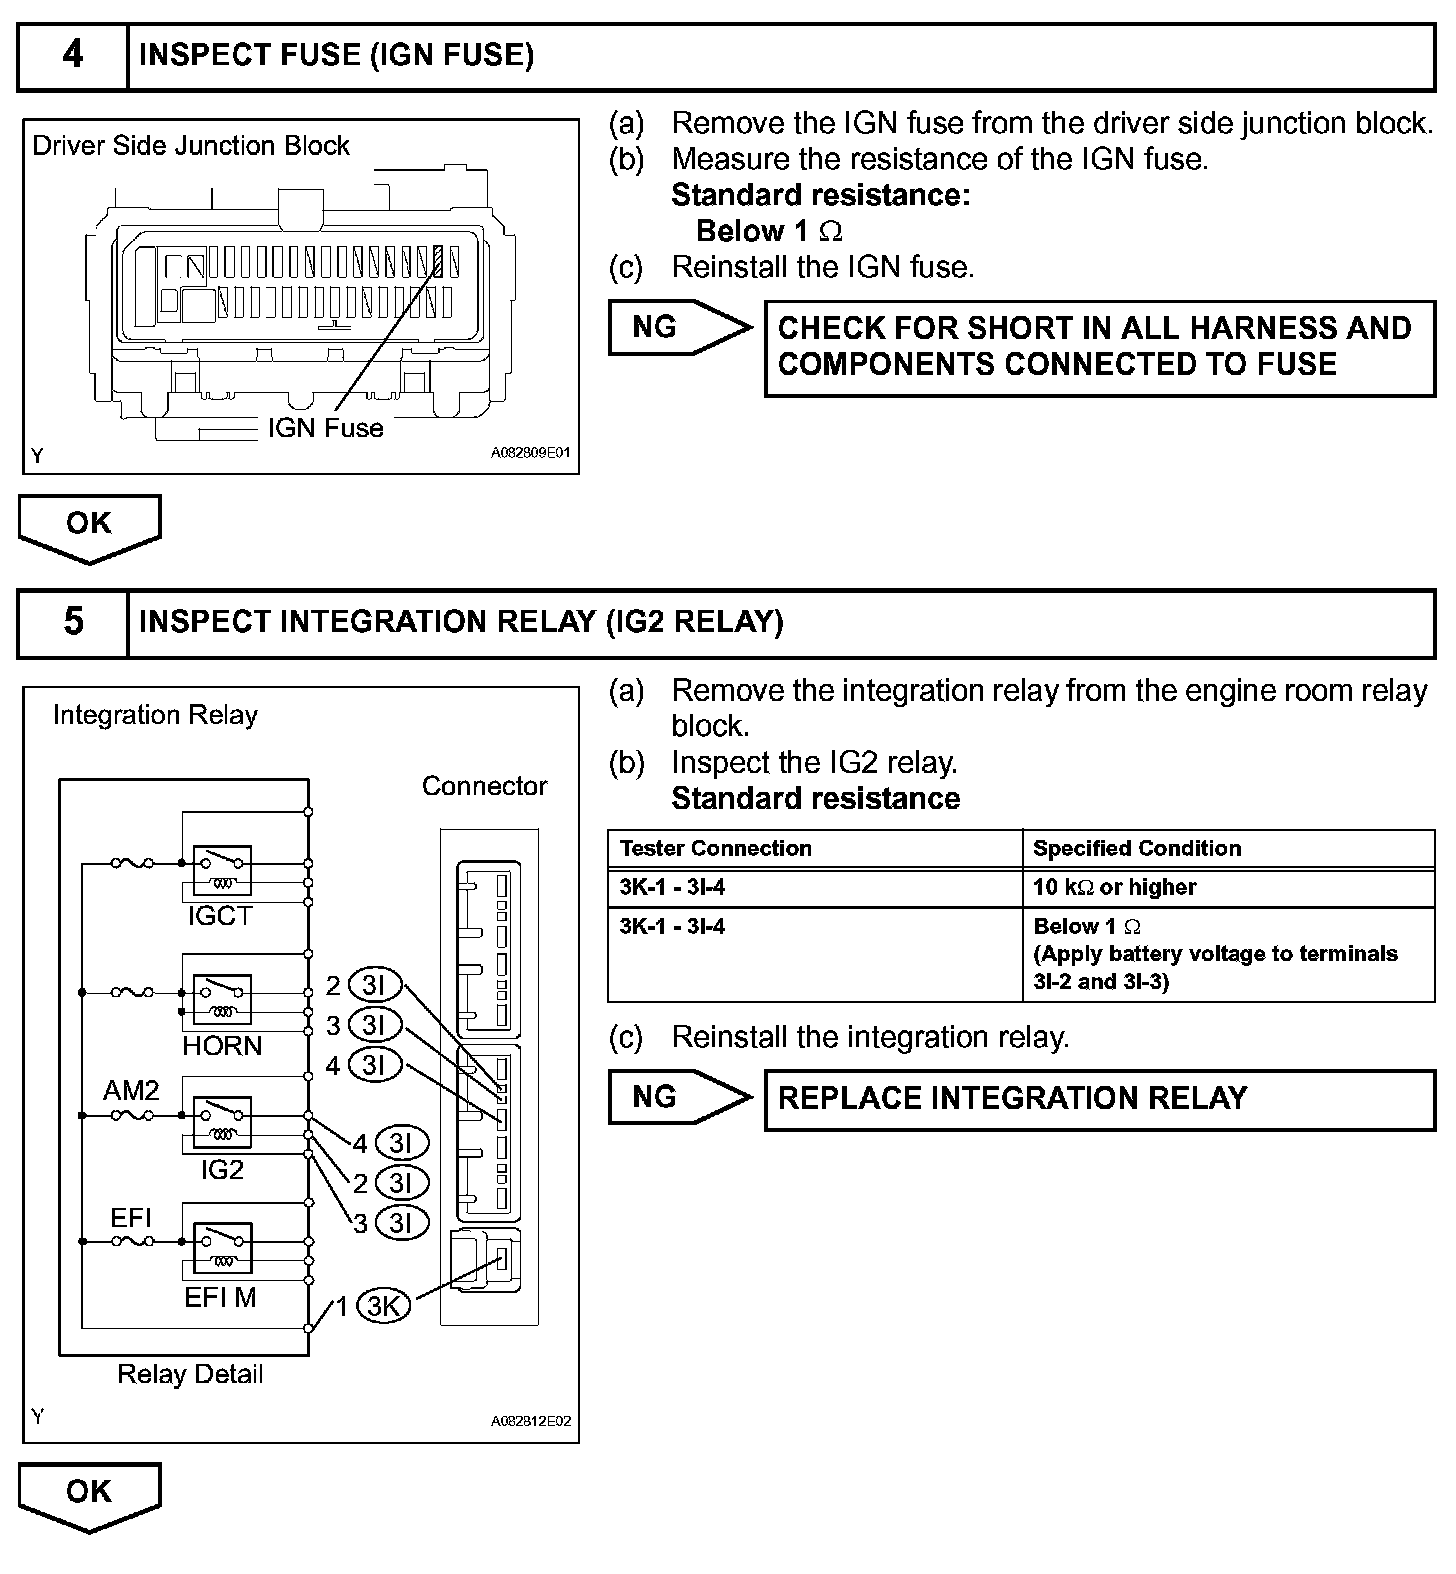 4 INSPECT FUSE (IGN FUSE)
Driver Side Junction Block
IGN Fuse
Y A082809E01
(a) Remove the IGN fuse from the driver side junction block.
(b) Measure the resistance of the IGN fuse.
Standard resistance:
Below 1 Ω
(c) Reinstall the IGN fuse.
NG
CHECK FOR SHORT IN ALL HARNESS AND
COMPONENTS CONNECTED TO FUSE
OK
5 INSPECT INTEGRATION RELAY (IG2 RELAY)
Integration Relay
Connector
IGCT
2 3I
3 3I
HORN
4 3I
AM2
4 3I
IG2
2 3I
EFI
3 3I
EFI M
1 3K
Relay Detail
Y A082812E02
(a) Remove the integration relay from the engine room relay
block.
(b) Inspect the IG2 relay.
Standard resistance
Tester Connection Specified Condition
3K-1 - 3I-4 10 kΩ or higher
3K-1 - 3I-4 Below 1 Ω
(Apply battery voltage to terminals
3I-2 and 3I-3)
(c) Reinstall the integration relay.
NG
REPLACE INTEGRATION RELAY
OK